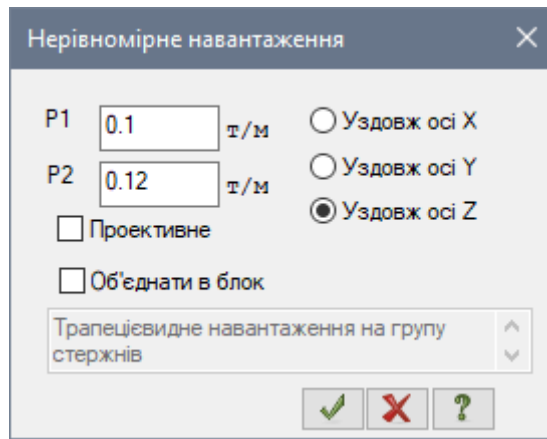 Нерівномірне навантаження
P1 0.1 т/м Уздовж осі X
P2 0.12 т/м Уздовж осі Y
Уздовж осі Z
Проективне
Об'єднати в блок
Трапецієвидне навантаження на групу
стержнів